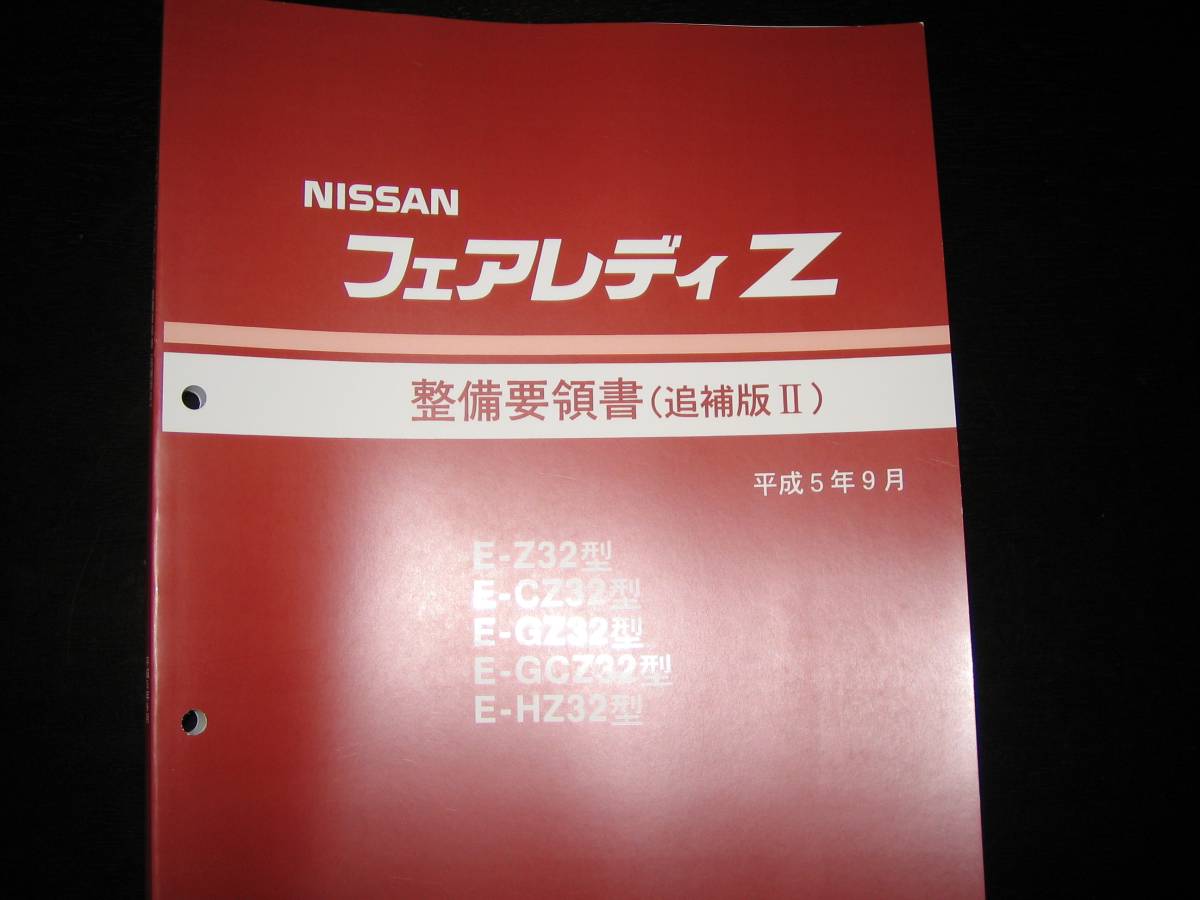 NISSAN
フェアレディZ
整備要領書(追補版Ⅱ)
平成5年9月
E-Z32型
E-CZ32型
E-GZ32型
E-GCZ32型
E-HZ32型